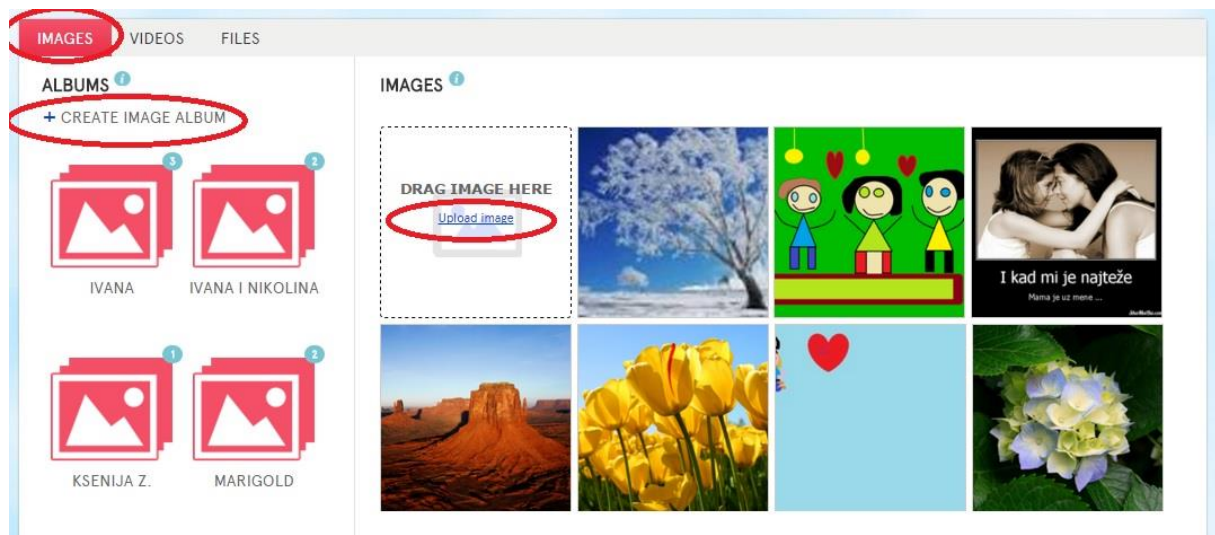 IMAGES VIDEOS FILES
ALBUMS i
+ CREATE IMAGE ALBUM
3 2
IVANA IVANA I NIKOLINA
1 2
KSENIJA Z. MARIGOLD
IMAGES i
DRAG IMAGE HERE
Upload image
I kad mi je najteže
Mama je uz mene ...